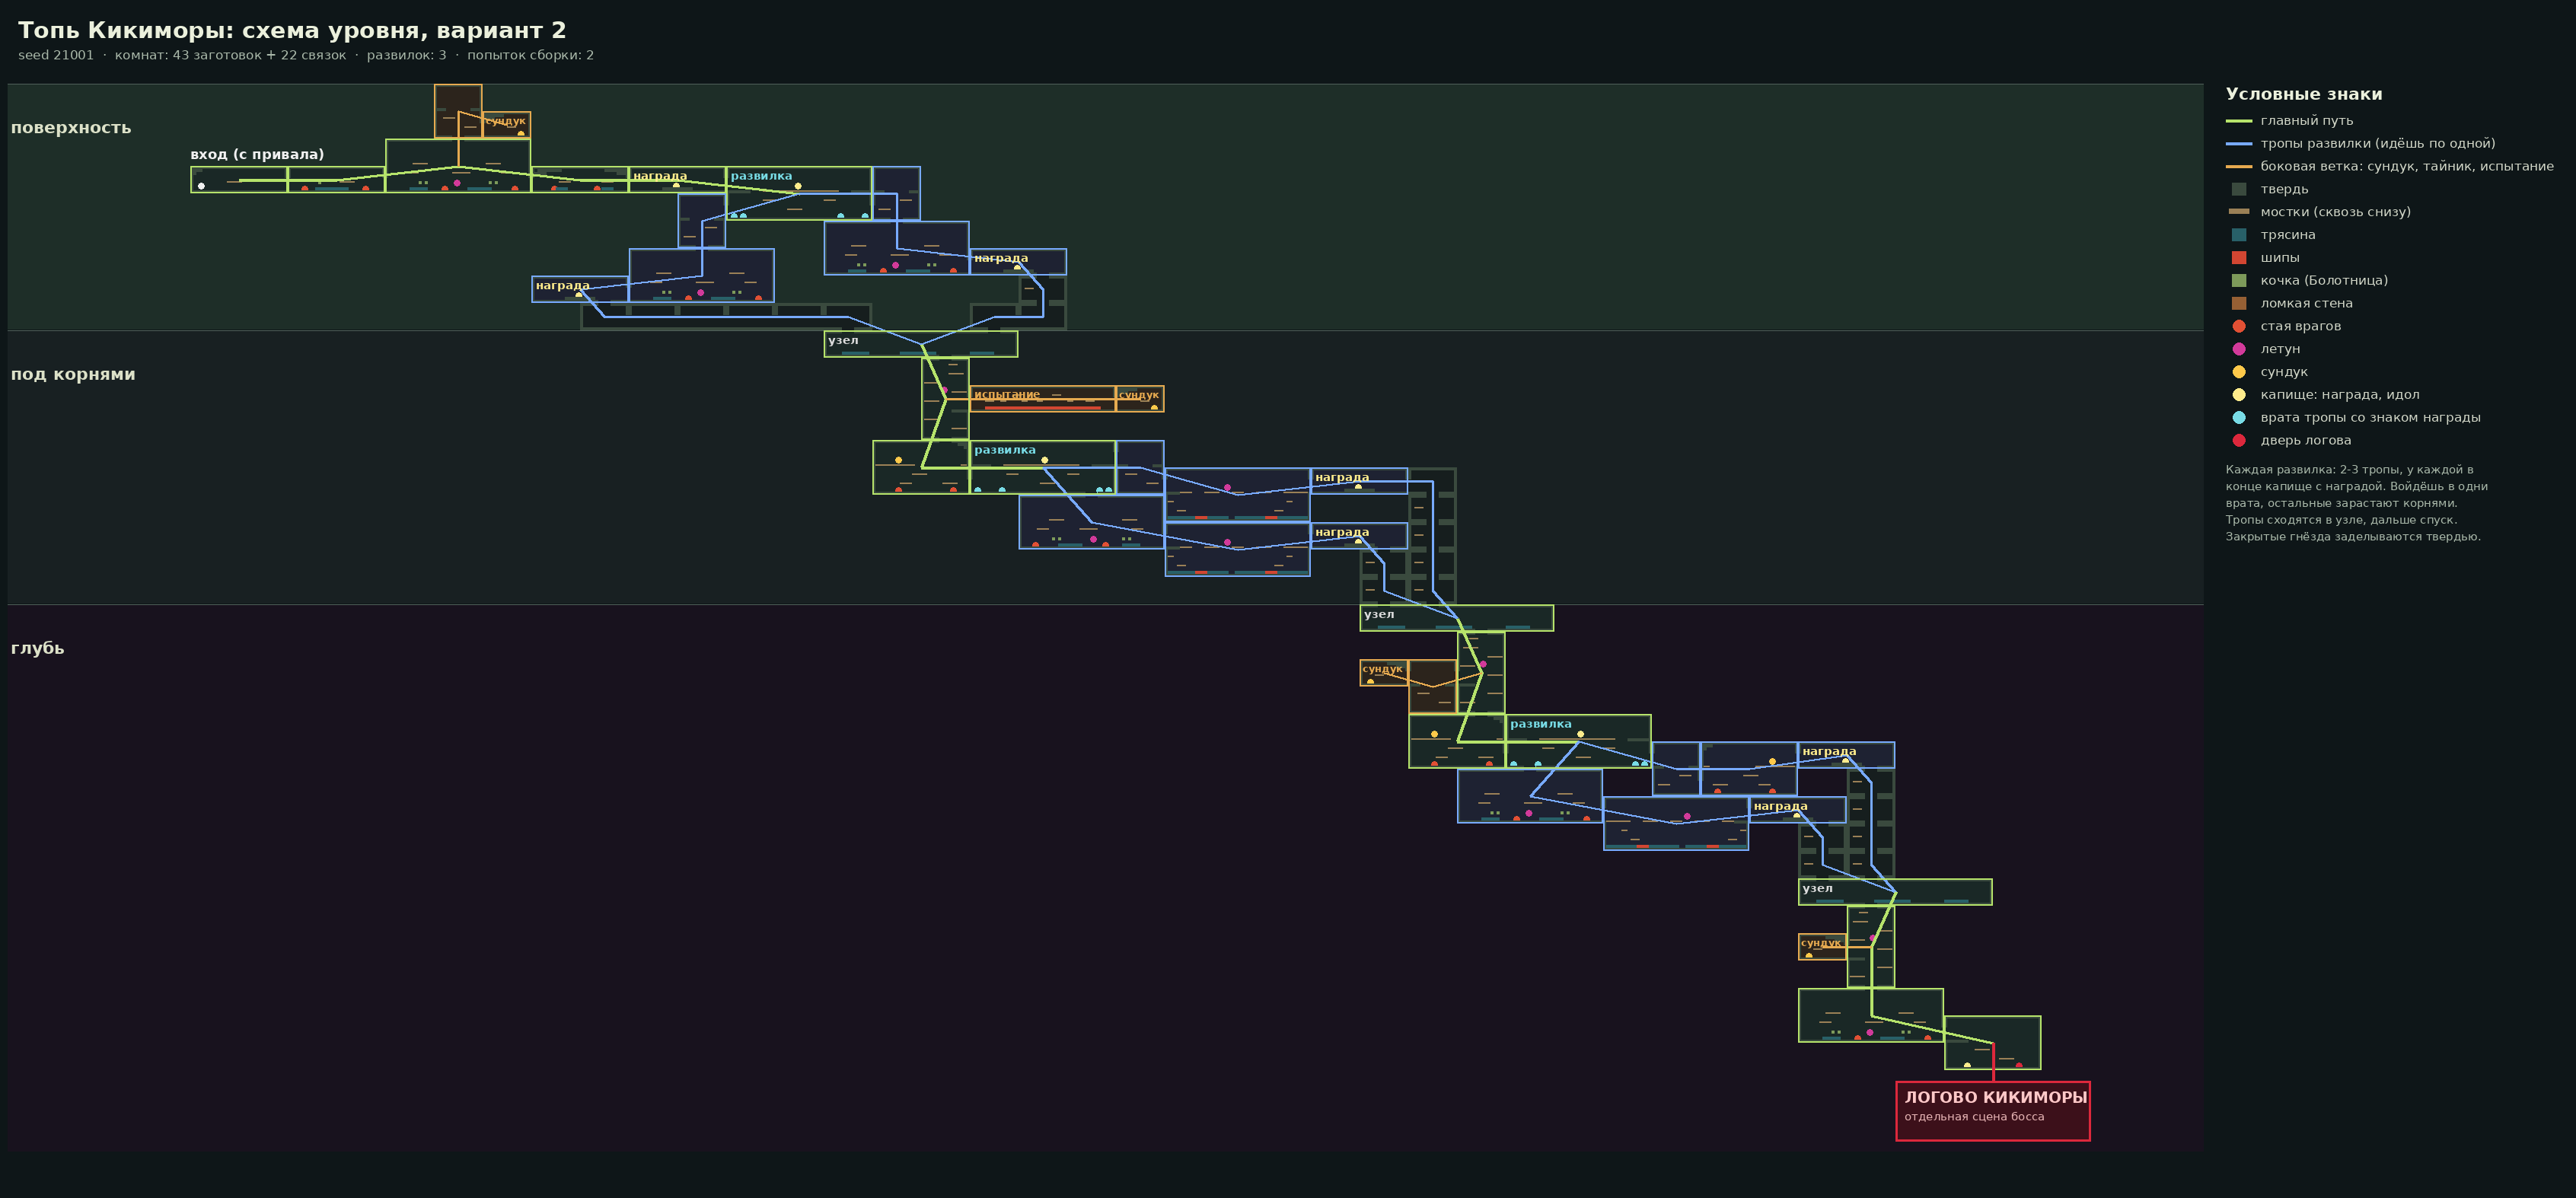 Топь Кикиморы: схема уровня, вариант 2
seed 21001 · комнат: 43 заготовок + 22 связок · развилок: 3 · попыток сборки: 2
поверхность
сундук
вход (с привала)
награда
развилка
награда
награда
узел
под корнями
испытание
сундук
развилка
награда
награда
узел
глубь
сундук
развилка
награда
награда
узел
сундук
ЛОГОВО КИКИМОРЫ
отдельная сцена босса
Условные знаки
главный путь
тропы развилки (идёшь по одной)
боковая ветка: сундук, тайник, испытание
твердь
мостки (сквозь снизу)
трясина
шипы
кочка (Болотница)
ломкая стена
стая врагов
летун
сундук
капище: награда, идол
врата тропы со знаком награды
дверь логова
Каждая развилка: 2-3 тропы, у каждой в
конце капище с наградой. Войдёшь в одни
врата, остальные зарастают корнями.
Тропы сходятся в узле, дальше спуск.
Закрытые гнёзда заделываются твердью.